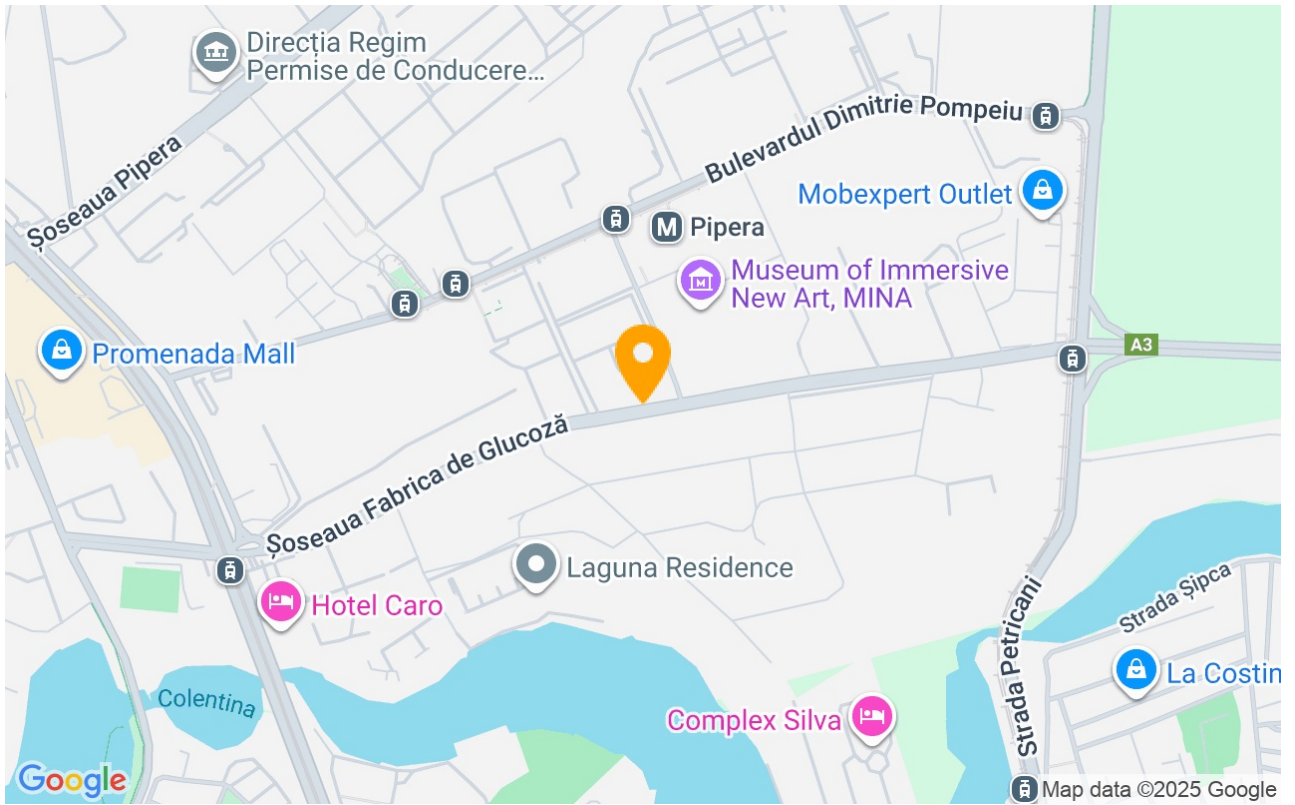 Direcția Regim
Permise de Conducere...
Șoseaua Pipera
Bulevardul Dimitrie Pompeiu
Mobexpert Outlet
M Pipera
Museum of Immersive
New Art, MINA
Promenada Mall
A3
Șoseaua Fabrica de Glucoză
Laguna Residence
Hotel Caro
Strada Șipca
Strada Petricani
La Costin
Colentina
Complex Silva
Google
Map data ©2025 Google